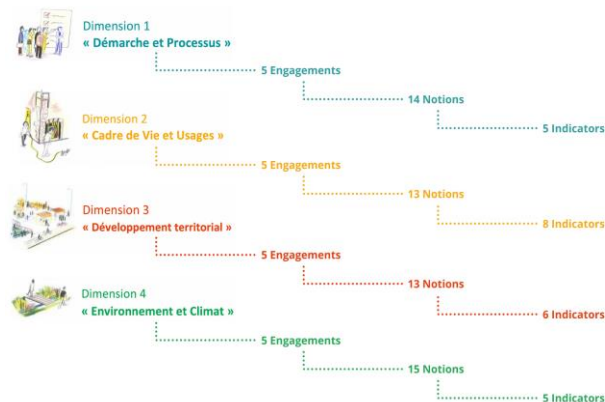 Dimension 1
« Démarche et Processus »
5 Engagements
14 Notions
5 Indicators
Dimension 2
« Cadre de Vie et Usages »
5 Engagements
13 Notions
8 Indicators
Dimension 3
« Développement territorial »
5 Engagements
13 Notions
6 Indicators
Dimension 4
« Environnement et Climat »
5 Engagements
15 Notions
5 Indicators